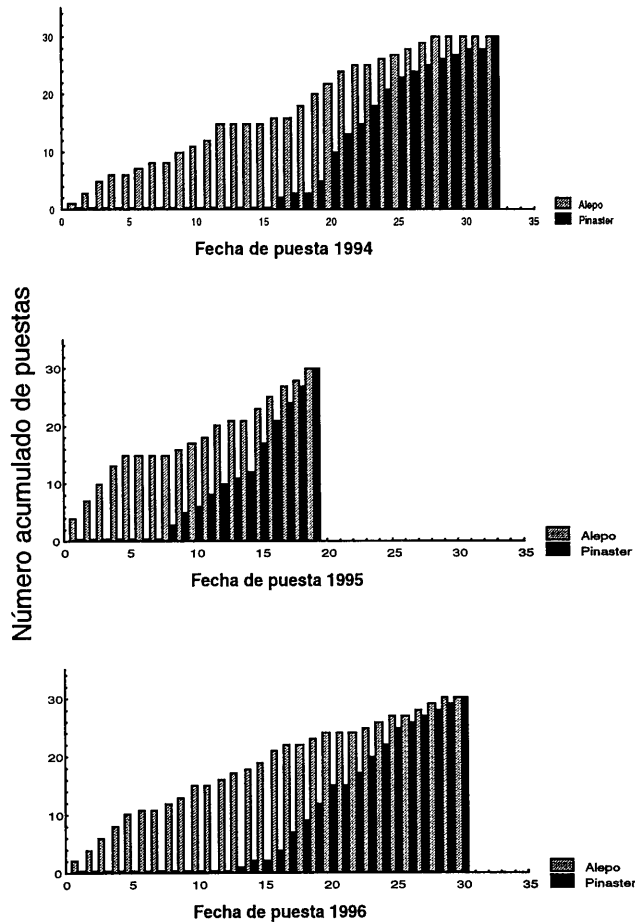 Número acumulado de puestas
30
20
10
0
0 5 10 15 20 25 30 35
Alepo
Pinaster
Fecha de puesta 1994
30
20
10
0
0 5 10 15 20 25 30 35
Alepo
Pinaster
Fecha de puesta 1995
30
20
10
0
0 5 10 15 20 25 30 35
Alepo
Pinaster
Fecha de puesta 1996